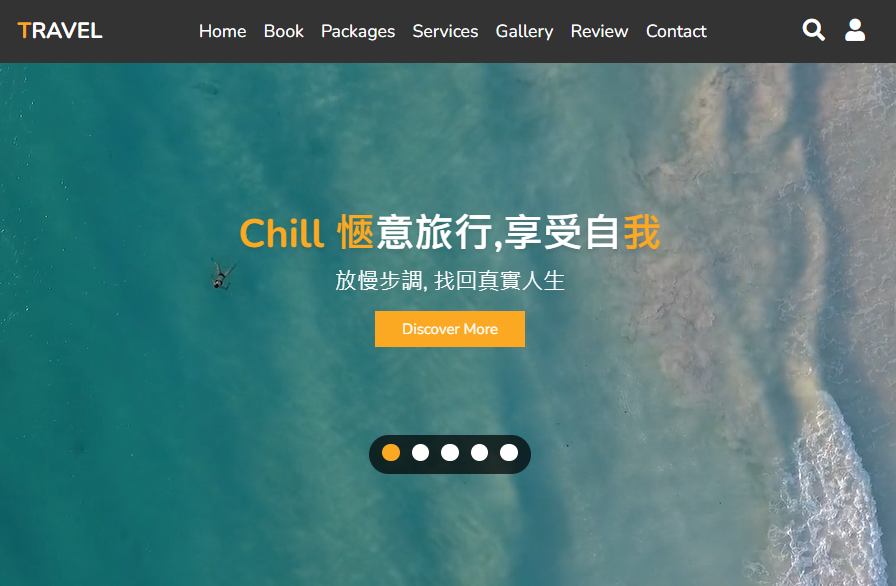 TRAVEL
Home Book Packages Services Gallery Review Contact
Chill 愜意旅行,享受自我
放慢步調, 找回真實人生
Discover More